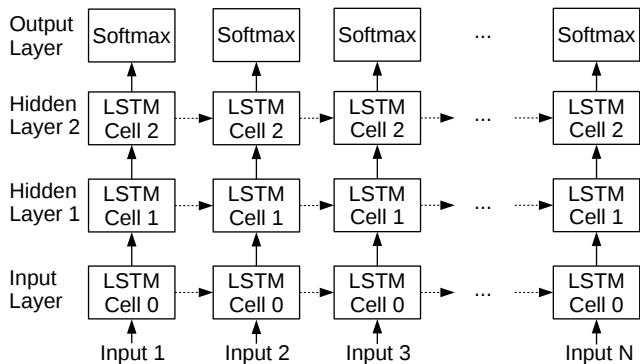 Output
Layer
Softmax
Softmax
Softmax
...
Softmax
Hidden
Layer 2
LSTM
Cell 2
LSTM
Cell 2
LSTM
Cell 2
...
LSTM
Cell 2
Hidden
Layer 1
LSTM
Cell 1
LSTM
Cell 1
LSTM
Cell 1
...
LSTM
Cell 1
Input
Layer
LSTM
Cell 0
LSTM
Cell 0
LSTM
Cell 0
...
LSTM
Cell 0
Input 1
Input 2
Input 3
Input N